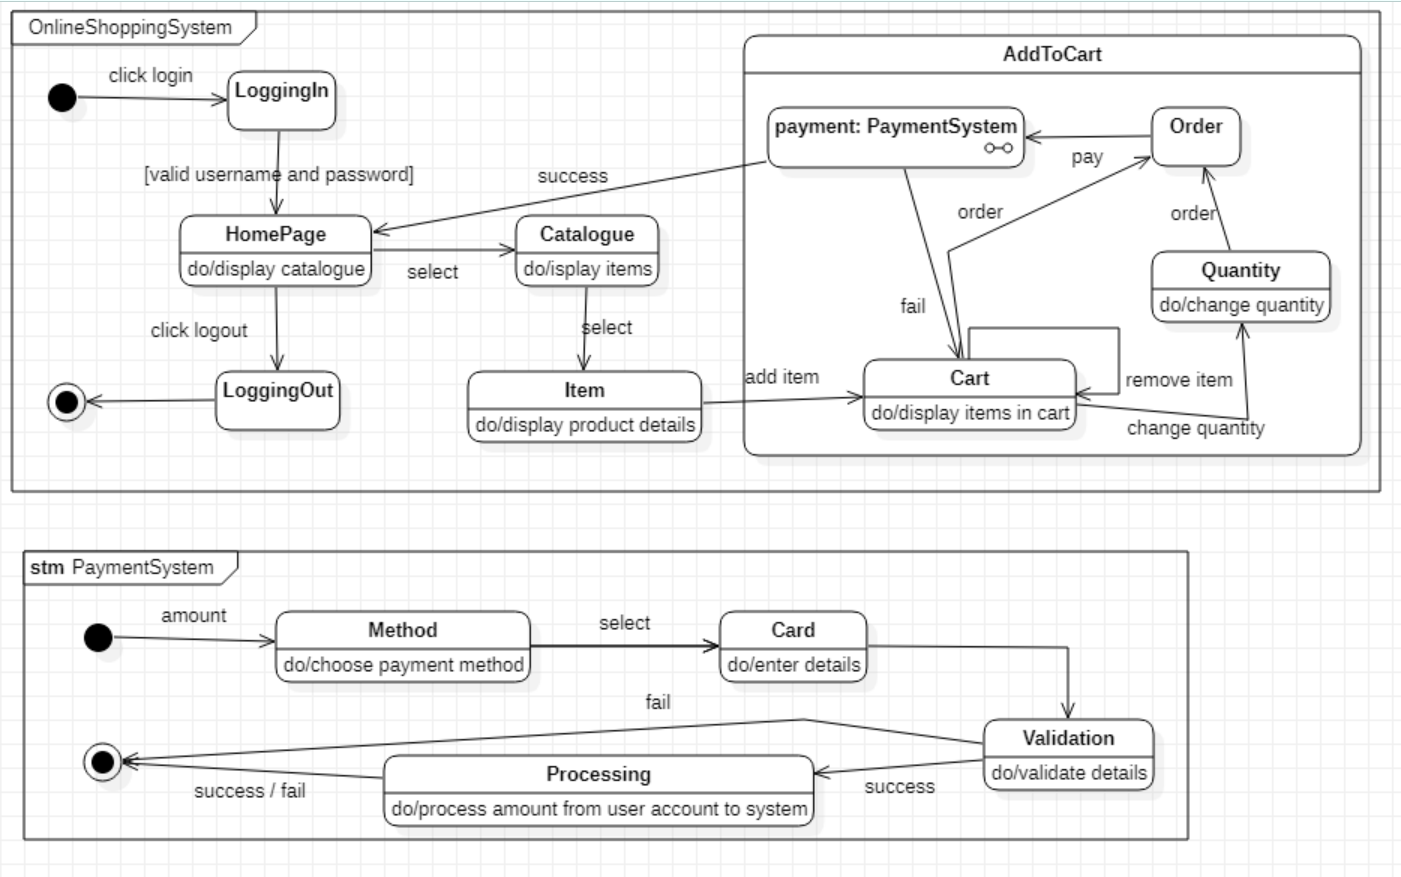 OnlineShoppingSystem
click login
LoggingIn
[valid username and password]
HomePage
do/display catalogue
select
Catalogue
do/isplay items
success
click logout
LoggingOut
select
Item
do/display product details
add item
AddToCart
payment: PaymentSystem
pay
Order
order
order
fail
Quantity
do/change quantity
Cart
do/display items in cart
remove item
change quantity
stm PaymentSystem
amount
Method
do/choose payment method
select
Card
do/enter details
fail
Validation
do/validate details
success
Processing
do/process amount from user account to system
success / fail